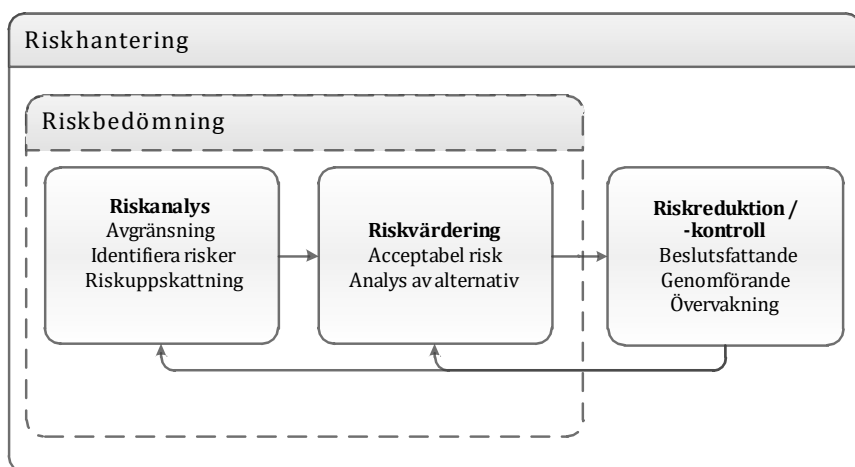 Riskhantering
Riskbedömning
Riskanalys
Avgränsning
Identifiera risker
Riskuppskattning
Riskvärdering
Acceptabel risk
Analys av alternativ
Riskreduktion /
-kontroll
Beslutsfattande
Genomförande
Övervakning